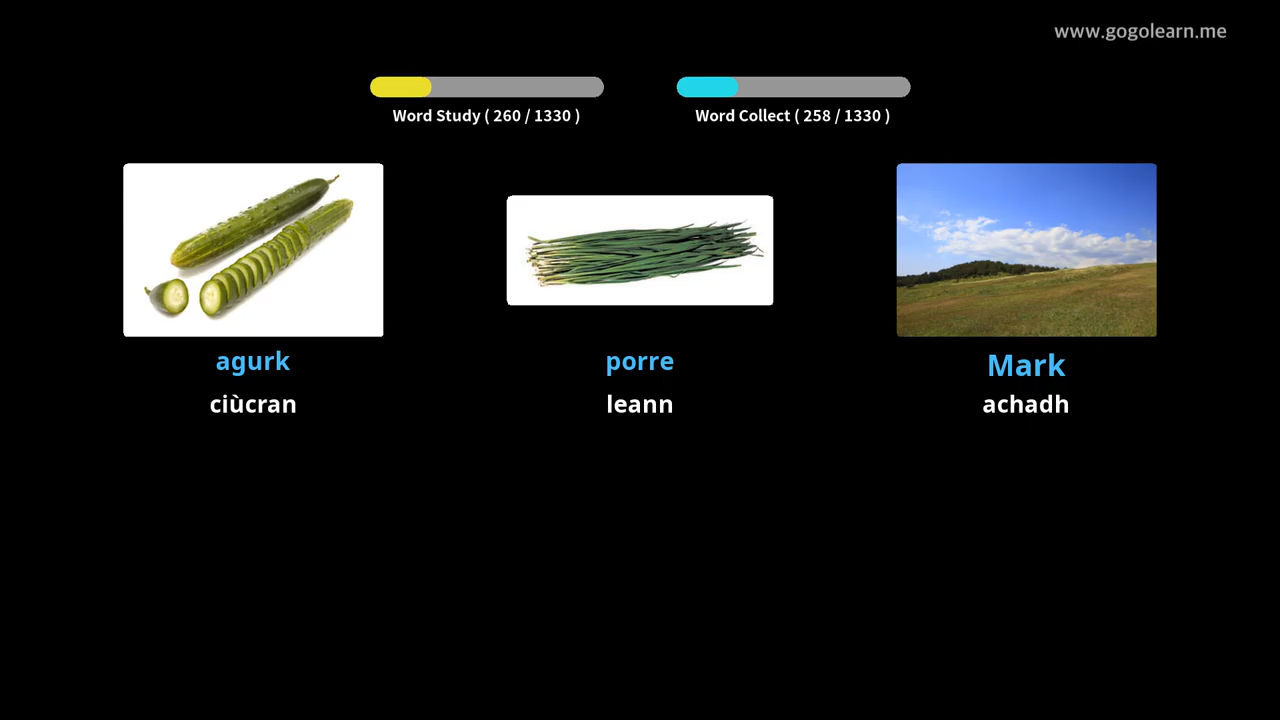 www.gogolearn.me
Word Study ( 260 / 1330 )
Word Collect ( 258 / 1330 )
agurk
porre
Mark
ciùcran
leann
achadh